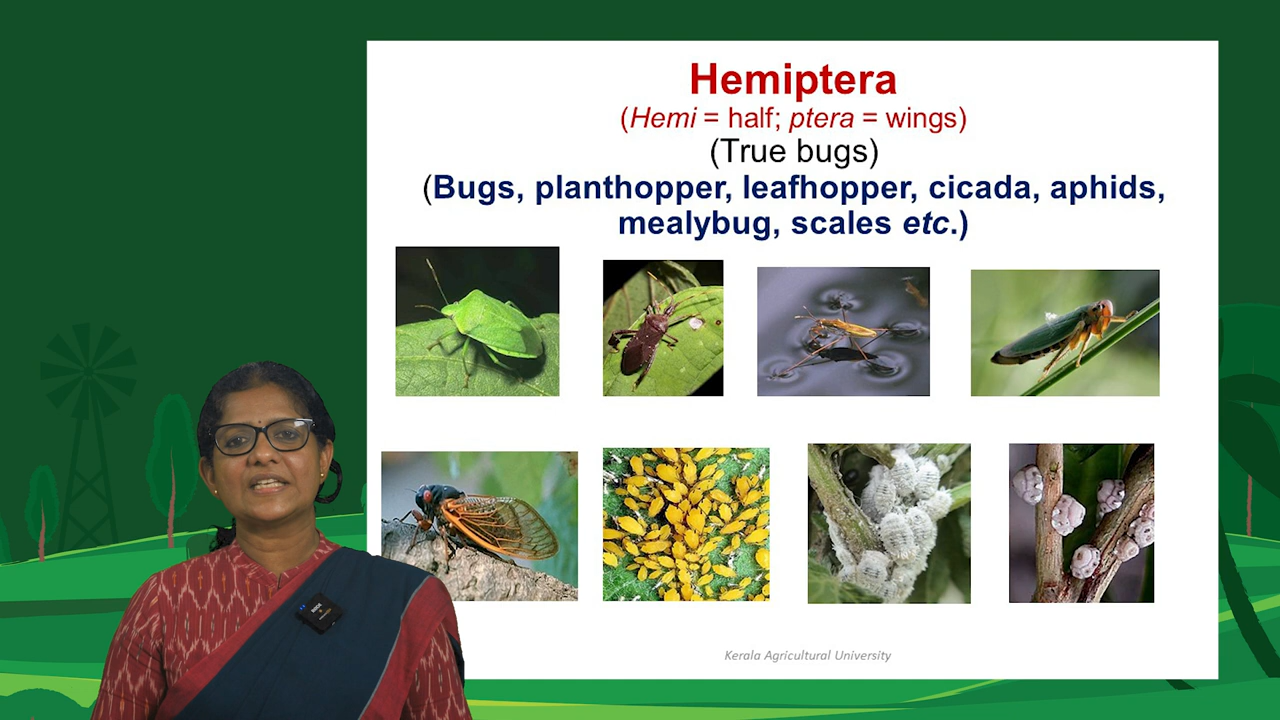 Hemiptera
(Hemi = half; ptera = wings)
(True bugs)
(Bugs, planthopper, leafhopper, cicada, aphids,
mealybug, scales etc.)
Kerala Agricultural University